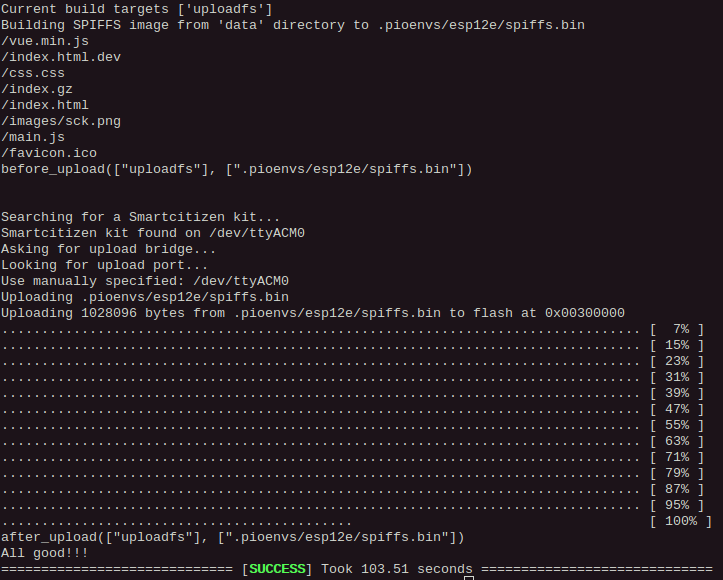 Current build targets ['uploadfs']
Building SPIFFS image from 'data' directory to .pioenvs/esp12e/spiffs.bin
/vue.min.js
/index.html.dev
/css.css
/index.gz
/index.html
/images/sck.png
/main.js
/favicon.ico
before_upload(["uploadfs"], [".pioenvs/esp12e/spiffs.bin"])
Searching for a Smartcitizen kit...
Smartcitizen kit found on /dev/ttyACM0
Asking for upload bridge...
Looking for upload port...
Use manually specified: /dev/ttyACM0
Uploading .pioenvs/esp12e/spiffs.bin
Uploading 1028096 bytes from .pioenvs/esp12e/spiffs.bin to flash at 0x00300000
................................................................................ [  7% ]
................................................................................ [ 15% ]
................................................................................ [ 23% ]
................................................................................ [ 31% ]
................................................................................ [ 39% ]
................................................................................ [ 47% ]
................................................................................ [ 55% ]
................................................................................ [ 63% ]
................................................................................ [ 71% ]
................................................................................ [ 79% ]
................................................................................ [ 87% ]
................................................................................ [ 95% ]
............................................                                     [ 100% ]
after_upload(["uploadfs"], [".pioenvs/esp12e/spiffs.bin"])
All good!!!
============================= [SUCCESS] Took 103.51 seconds =============================